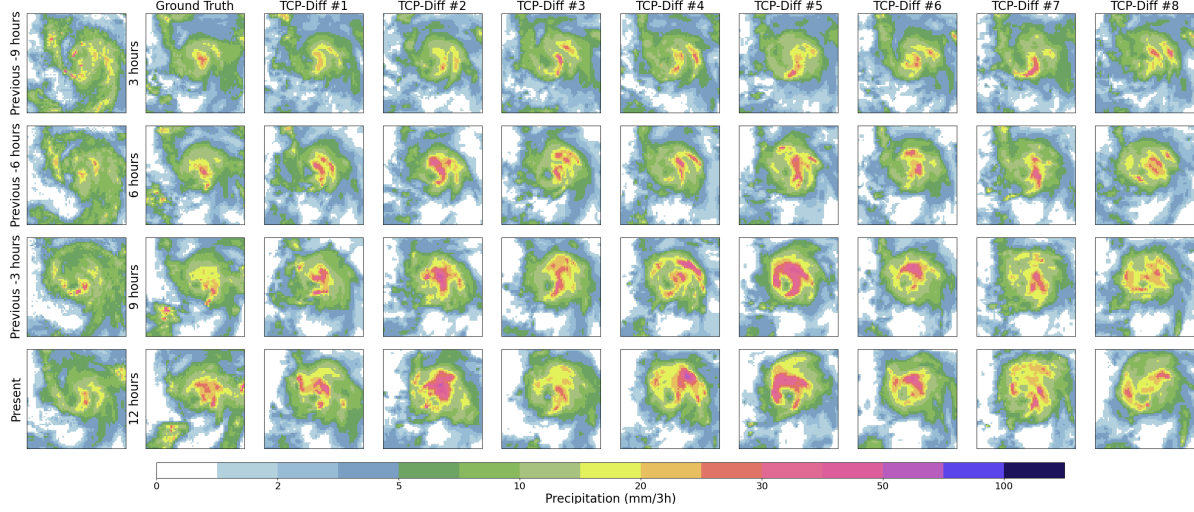 Ground Truth TCP-Diff #1 TCP-Diff #2 TCP-Diff #3 TCP-Diff #4 TCP-Diff #5 TCP-Diff #6 TCP-Diff #7 TCP-Diff #8
Previous -9 hours
3 hours
Previous -6 hours
6 hours
Previous -3 hours
9 hours
Present
12 hours
0 2 5 10 20 30 50 100
Precipitation (mm/3h)